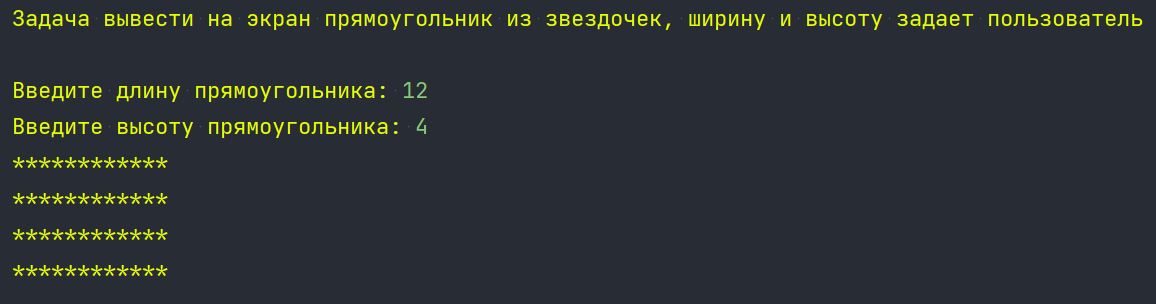 Задача вывести на экран прямоугольник из звездочек, ширину и высоту задает пользователь
Введите длину прямоугольника: 12
Введите высоту прямоугольника: 4
************
************
************
************